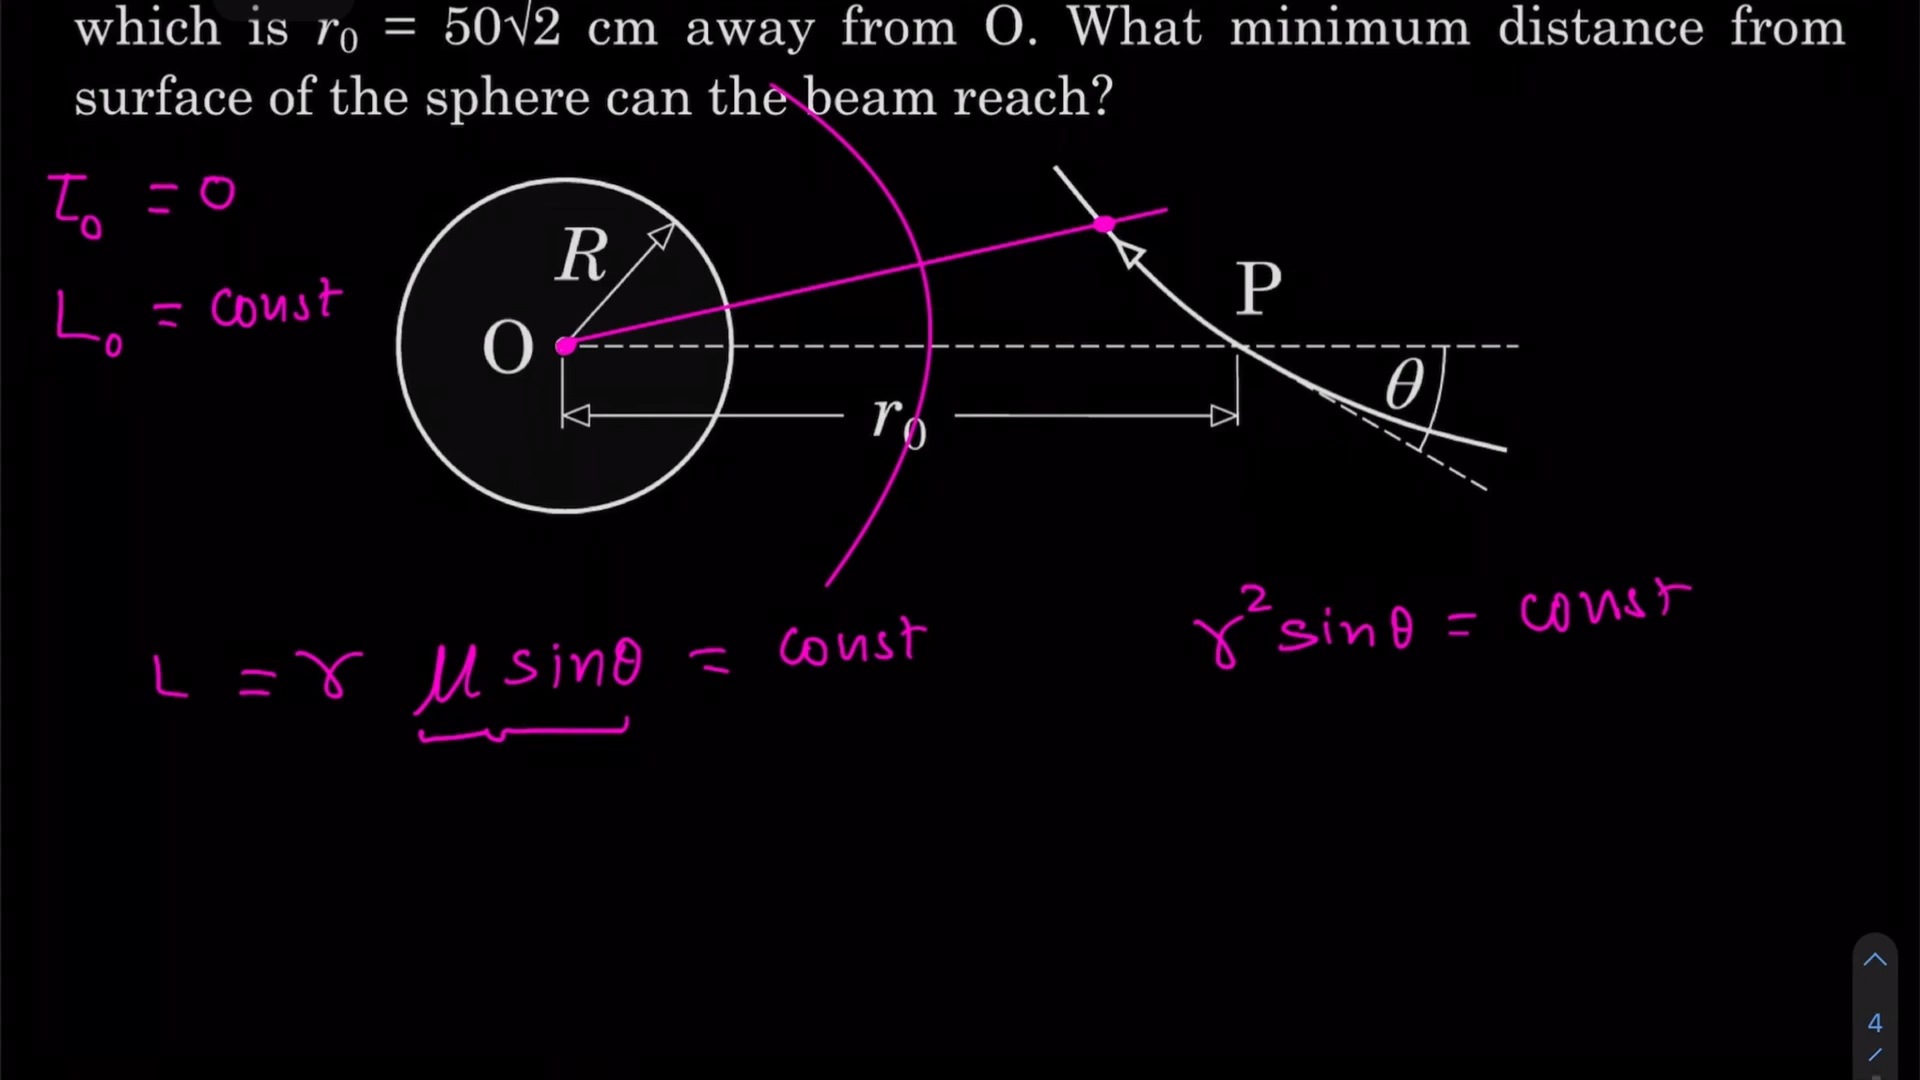 which is r₀ = 50√2 cm away from O. What minimum distance from
surface of the sphere can the beam reach?
τ₀ = 0
R
P
L₀ = const
O
θ
r₀
L = r μ sinθ = const
r² sinθ = const
4
/